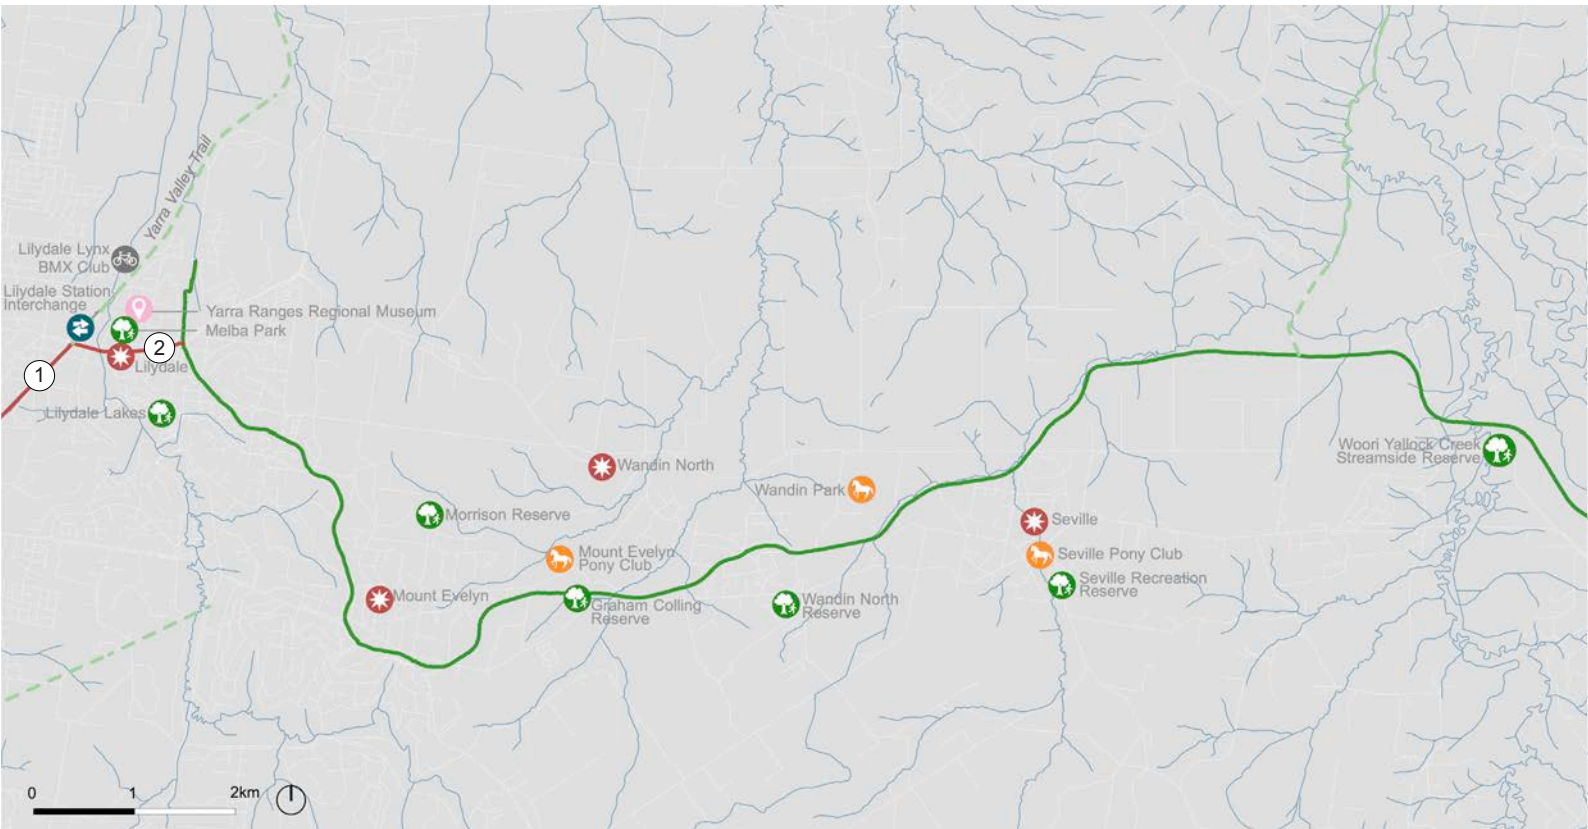 Yarra Valley Trail
Lilydale Lynx
BMX Club
Lilydale Station
Interchange
Yarra Ranges Regional Museum
Melba Park
1
2
Lilydale
Lilydale Lakes
Woori Yallock Creek
Streamside Reserve
Wandin North
Wandin Park
Morrison Reserve
Seville
Mount Evelyn
Pony Club
Seville Pony Club
Seville Recreation
Reserve
Mount Evelyn
Graham Colling
Reserve
Wandin North
Reserve
0 1 2km